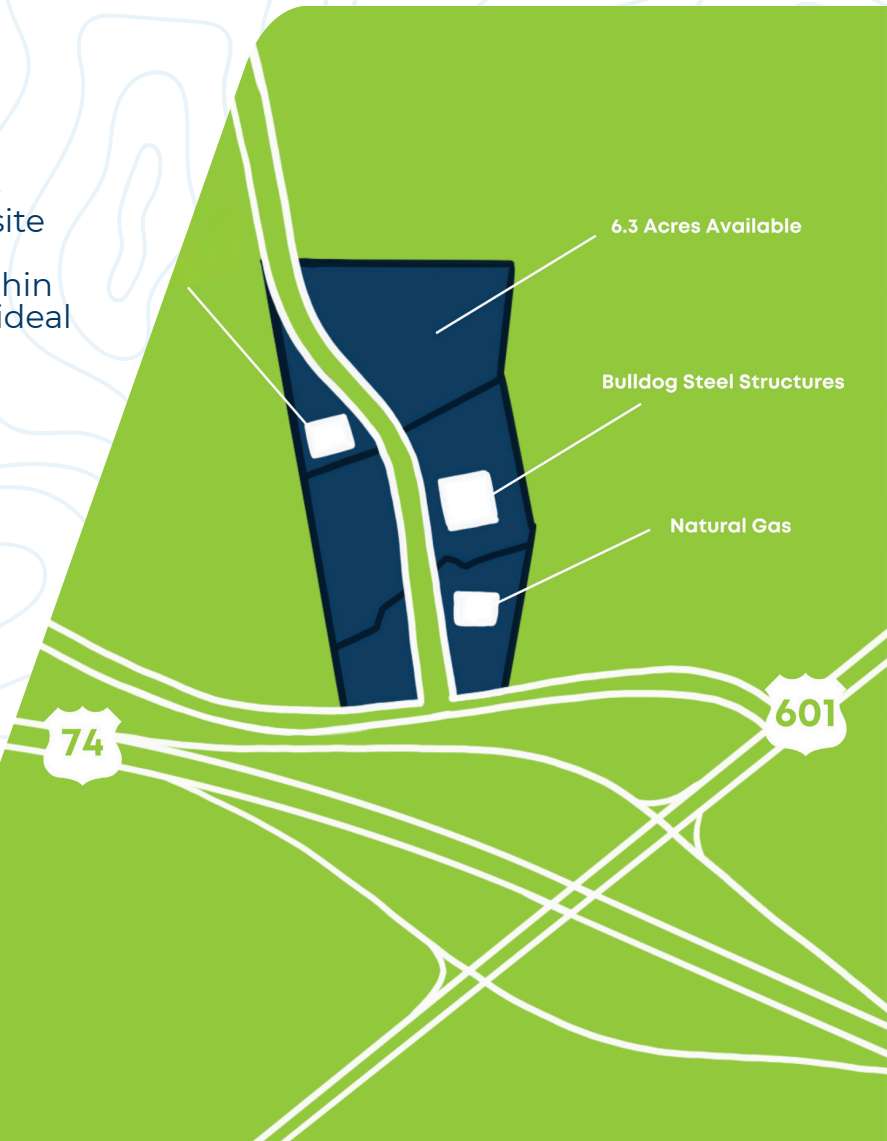 site
hin
ideal
6.3 Acres Available
Bulldog Steel Structures
Natural Gas
601
74